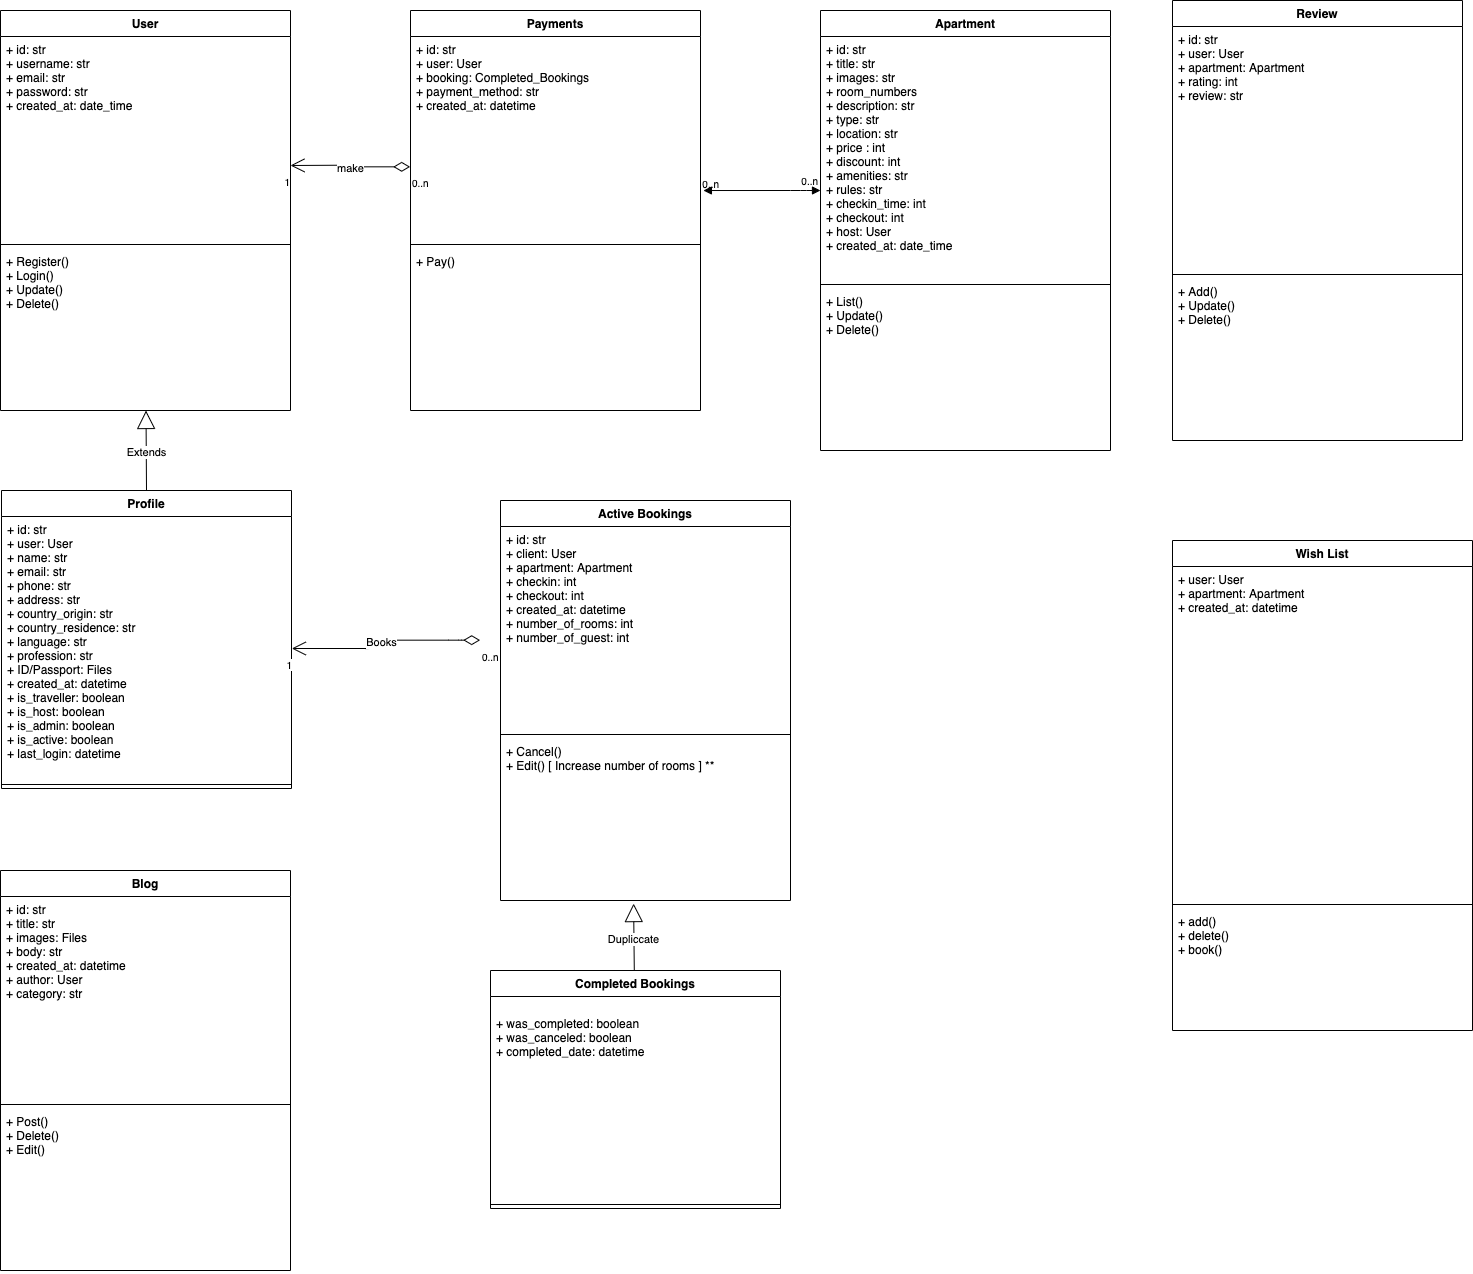 User
+ id: str
+ username: str
+ email: str
+ password: str
+ created_at: date_time
+ Register()
+ Login()
+ Update()
+ Delete()
Payments
+ id: str
+ user: User
+ booking: Completed_Bookings
+ payment_method: str
+ created_at: datetime
+ Pay()
Apartment
+ id: str
+ title: str
+ images: str
+ room_numbers
+ description: str
+ type: str
+ location: str
+ price : int
+ discount: int
+ amenities: str
+ rules: str
+ checkin_time: int
+ checkout: int
+ host: User
+ created_at: date_time
+ List()
+ Update()
+ Delete()
Review
+ id: str
+ user: User
+ apartment: Apartment
+ rating: int
+ review: str
+ Add()
+ Update()
+ Delete()
make
1
0..n
0..n
0..n
Extends
Profile
+ id: str
+ user: User
+ name: str
+ email: str
+ phone: str
+ address: str
+ country_origin: str
+ country_residence: str
+ language: str
+ profession: str
+ ID/Passport: Files
+ created_at: datetime
+ is_traveller: boolean
+ is_host: boolean
+ is_admin: boolean
+ is_active: boolean
+ last_login: datetime
Books
1
0..n
Active Bookings
+ id: str
+ client: User
+ apartment: Apartment
+ checkin: int
+ checkout: int
+ created_at: datetime
+ number_of_rooms: int
+ number_of_guest: int
+ Cancel()
+ Edit() [ Increase number of rooms ] **
Wish List
+ user: User
+ apartment: Apartment
+ created_at: datetime
+ add()
+ delete()
+ book()
Blog
+ id: str
+ title: str
+ images: Files
+ body: str
+ created_at: datetime
+ author: User
+ category: str
+ Post()
+ Delete()
+ Edit()
Dupliccate
Completed Bookings
+ was_completed: boolean
+ was_canceled: boolean
+ completed_date: datetime